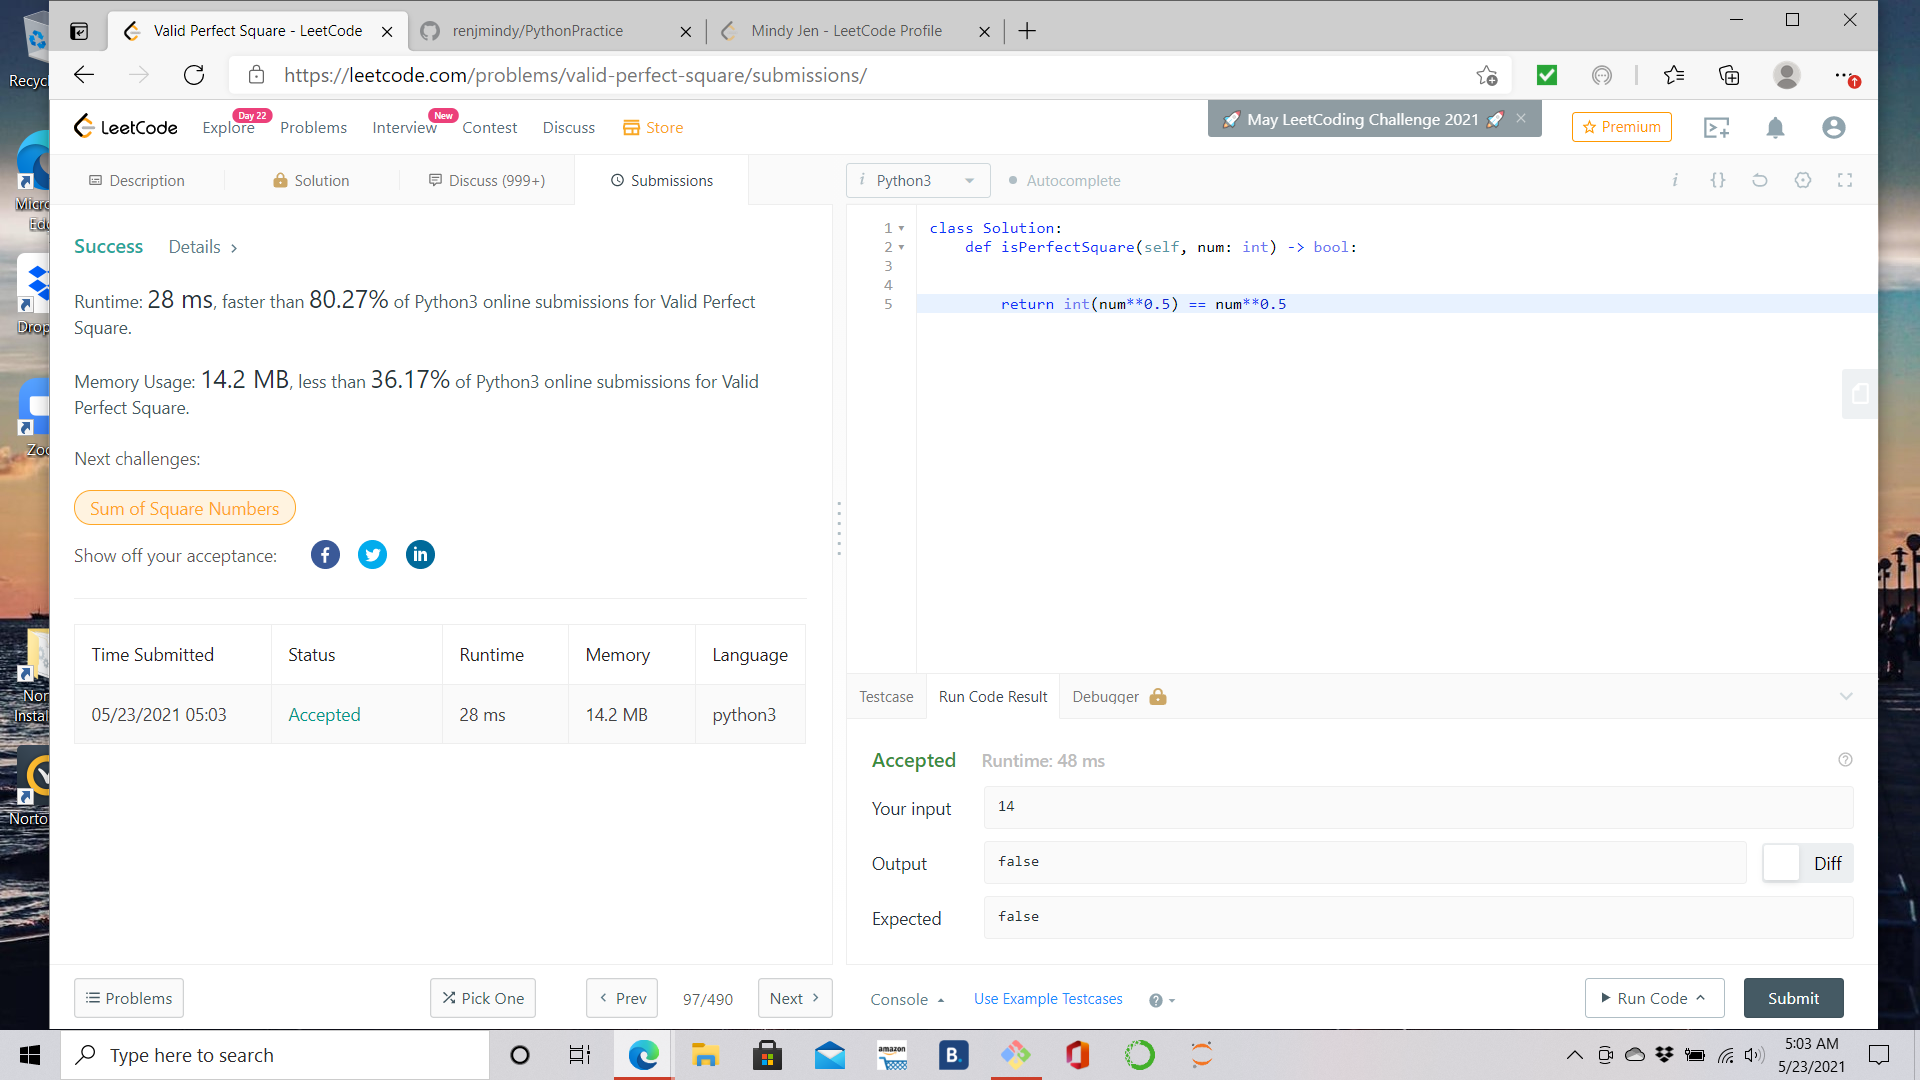 Recycl
Micro
Edg
Drop
Zoo
Nor
Instal
Norto
Valid Perfect Square - LeetCode
renjmindy/PythonPractice
Mindy Jen - LeetCode Profile
https://leetcode.com/problems/valid-perfect-square/submissions/
LeetCode
Explore
Day 22
Problems
Interview
New
Contest
Discuss
Store
🚀 May LeetCoding Challenge 2021 🚀
Premium
Description
Solution
Discuss (999+)
Submissions
i Python3
Autocomplete
i {}
Success Details >
Runtime: 28 ms, faster than 80.27% of Python3 online submissions for Valid Perfect
Square.
Memory Usage: 14.2 MB, less than 36.17% of Python3 online submissions for Valid
Perfect Square.
Next challenges:
Sum of Square Numbers
Show off your acceptance:
f in
Time Submitted Status Runtime Memory Language
05/23/2021 05:03 Accepted 28 ms 14.2 MB python3
1 class Solution:
2 def isPerfectSquare(self, num: int) -> bool:
3
4
5 return int(num**0.5) == num**0.5
Testcase Run Code Result Debugger
Accepted Runtime: 48 ms
Your input 14
Output false Diff
Expected false
Problems
Pick One
< Prev
97/490
Next >
Console
Use Example Testcases
Run Code
Submit
Type here to search
amazon
B.
5:03 AM
5/23/2021